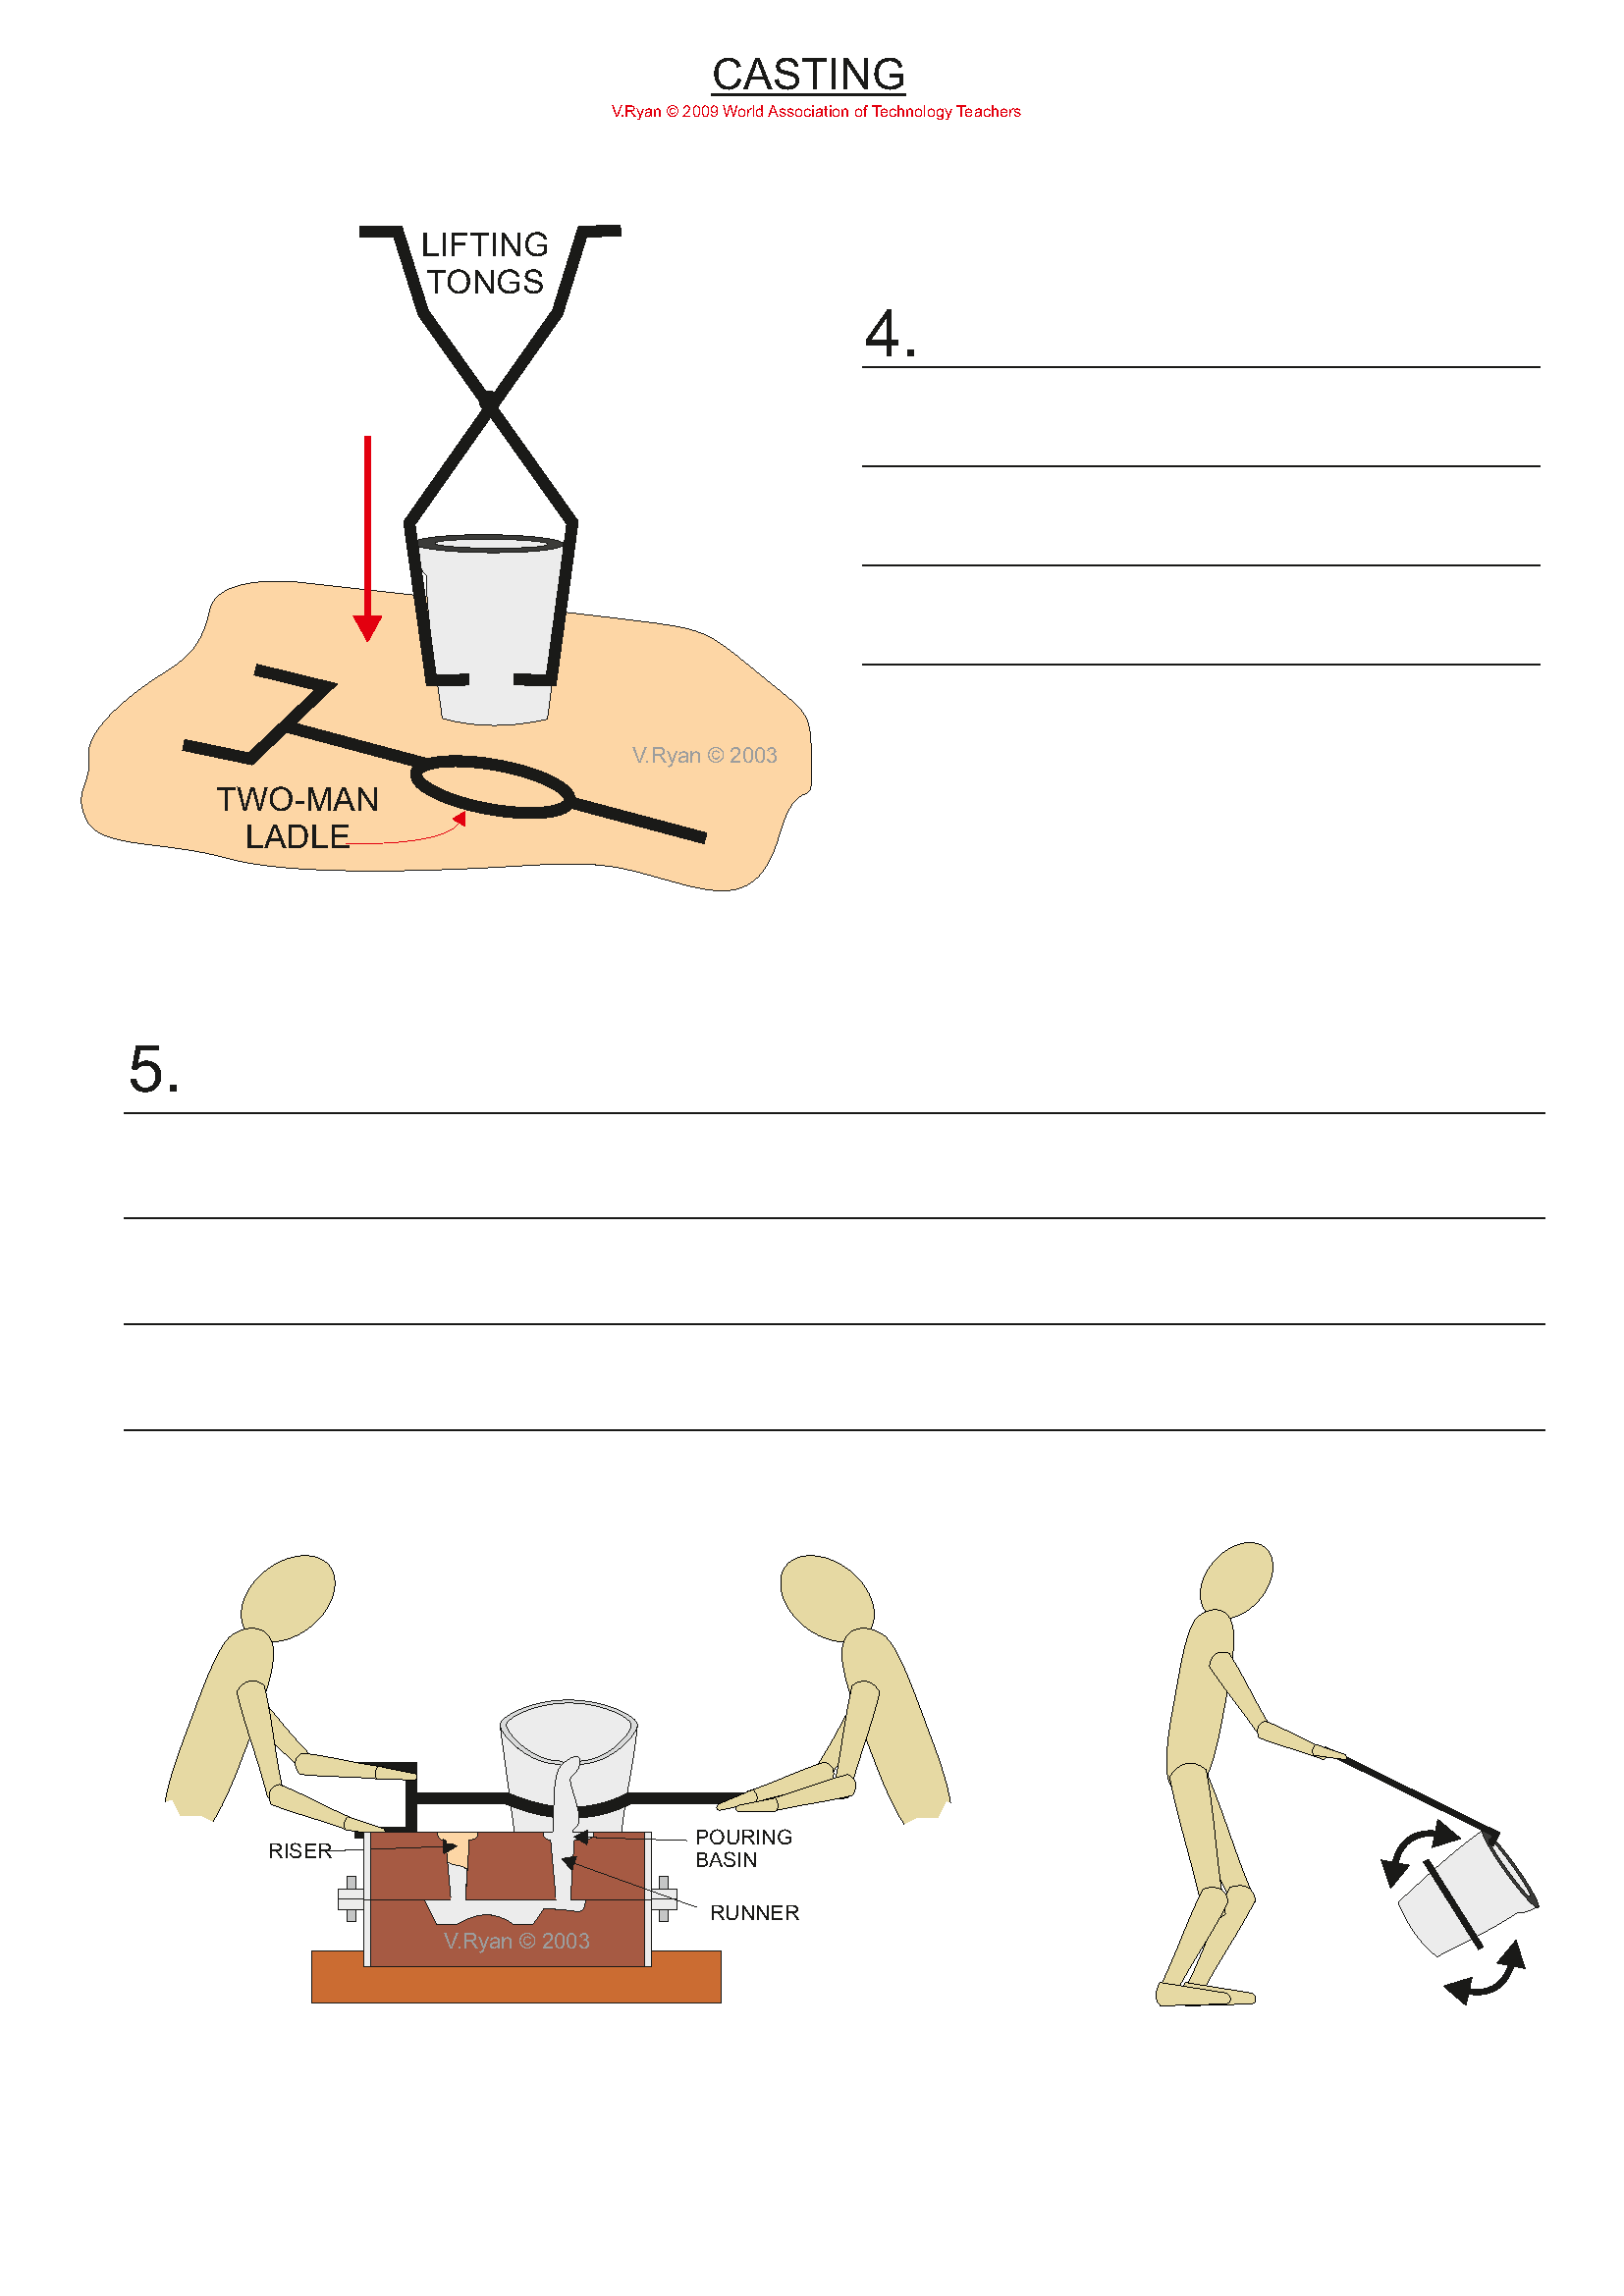 CASTING
V.Ryan © 2009 World Association of Technology Teachers
LIFTING
TONGS
4.
V.Ryan © 2003
TWO-MAN
LADLE
5.
RISER
POURING
BASIN
RUNNER
V.Ryan © 2003